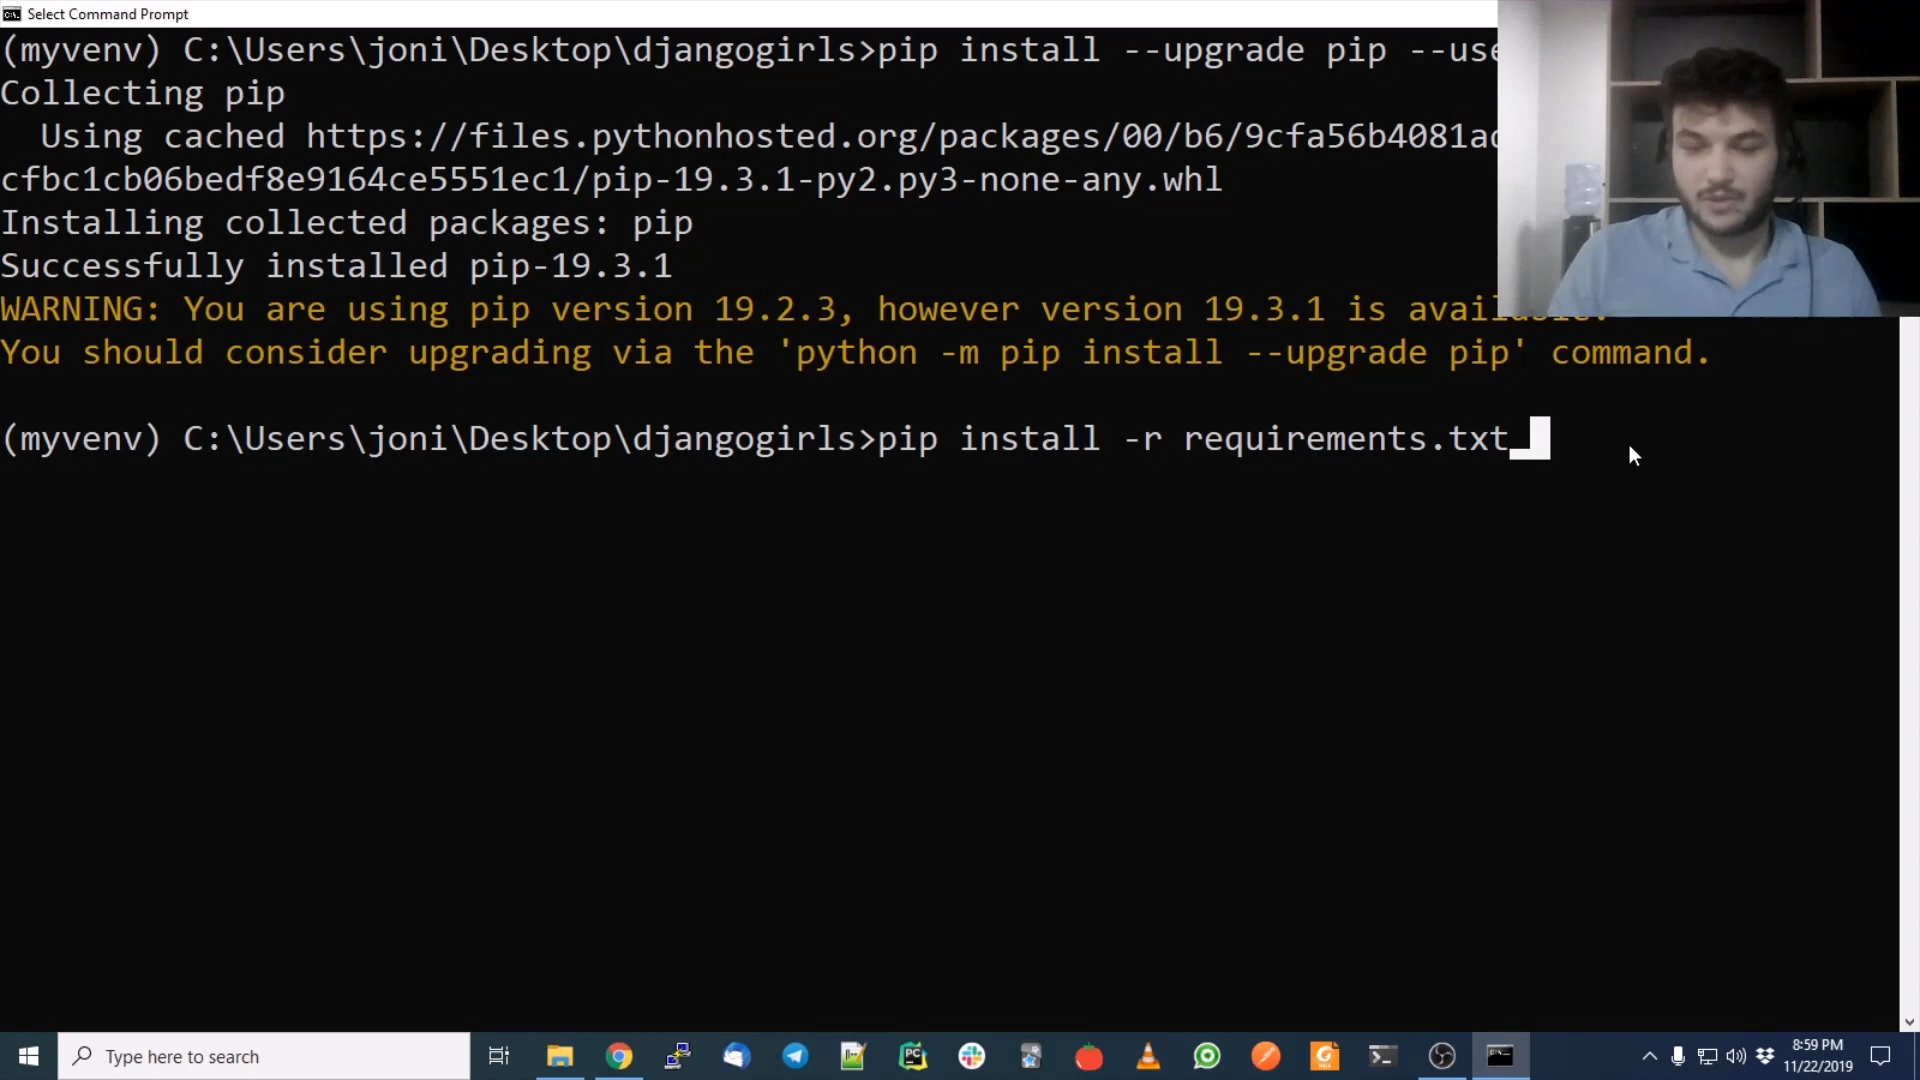 Select Command Prompt
(myvenv) C:\Users\joni\Desktop\djangogirls>pip install --upgrade pip --use
Collecting pip
Using cached https://files.pythonhosted.org/packages/00/b6/9cfa56b4081ad
cfbc1cb06bedf8e9164ce5551ec1/pip-19.3.1-py2.py3-none-any.whl
Installing collected packages: pip
Successfully installed pip-19.3.1
WARNING: You are using pip version 19.2.3, however version 19.3.1 is available.
You should consider upgrading via the 'python -m pip install --upgrade pip' command.
(myvenv) C:\Users\joni\Desktop\djangogirls>pip install -r requirements.txt
Type here to search
PC
8:59 PM
11/22/2019